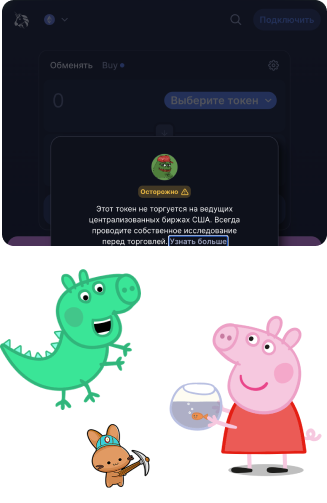 Подключить
Обменять Buy
0
Выберите токен
Осторожно
Этот токен не торгуется на ведущих
централизованных биржах США. Всегда
проводите собственное исследование
перед торговлей. Узнать больше